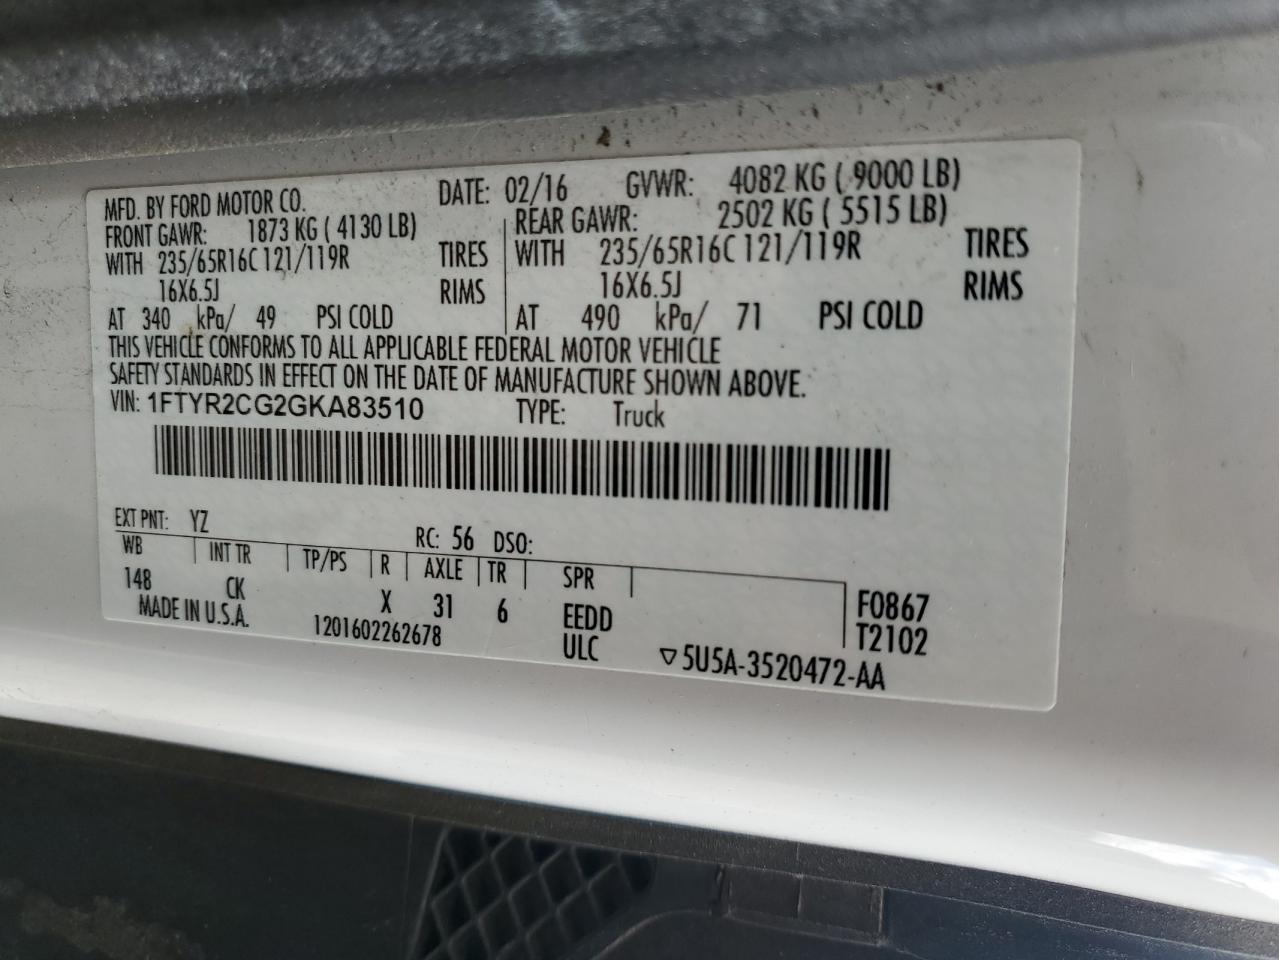 MFD. BY FORD MOTOR CO. DATE: 02/16 GVWR: 4082 KG ( 9000 LB)
FRONT GAWR: 1873 KG ( 4130 LB) REAR GAWR: 2502 KG ( 5515 LB)
WITH 235/65R16C 121/119R TIRES WITH 235/65R16C 121/119R TIRES
16X6.5J RIMS 16X6.5J RIMS
AT 340 kPa/ 49 PSI COLD AT 490 kPa/ 71 PSI COLD
THIS VEHICLE CONFORMS TO ALL APPLICABLE FEDERAL MOTOR VEHICLE
SAFETY STANDARDS IN EFFECT ON THE DATE OF MANUFACTURE SHOWN ABOVE.
VIN: 1FTYR2CG2GKA83510 TYPE: Truck
EXT PNT: YZ RC: 56 DSO:
WB INT TR TP/PS R AXLE TR SPR
148 CK X 31 6 EEDD F0867
MADE IN U.S.A. 1201602262678 ULC T2102
▽5U5A-3520472-AA